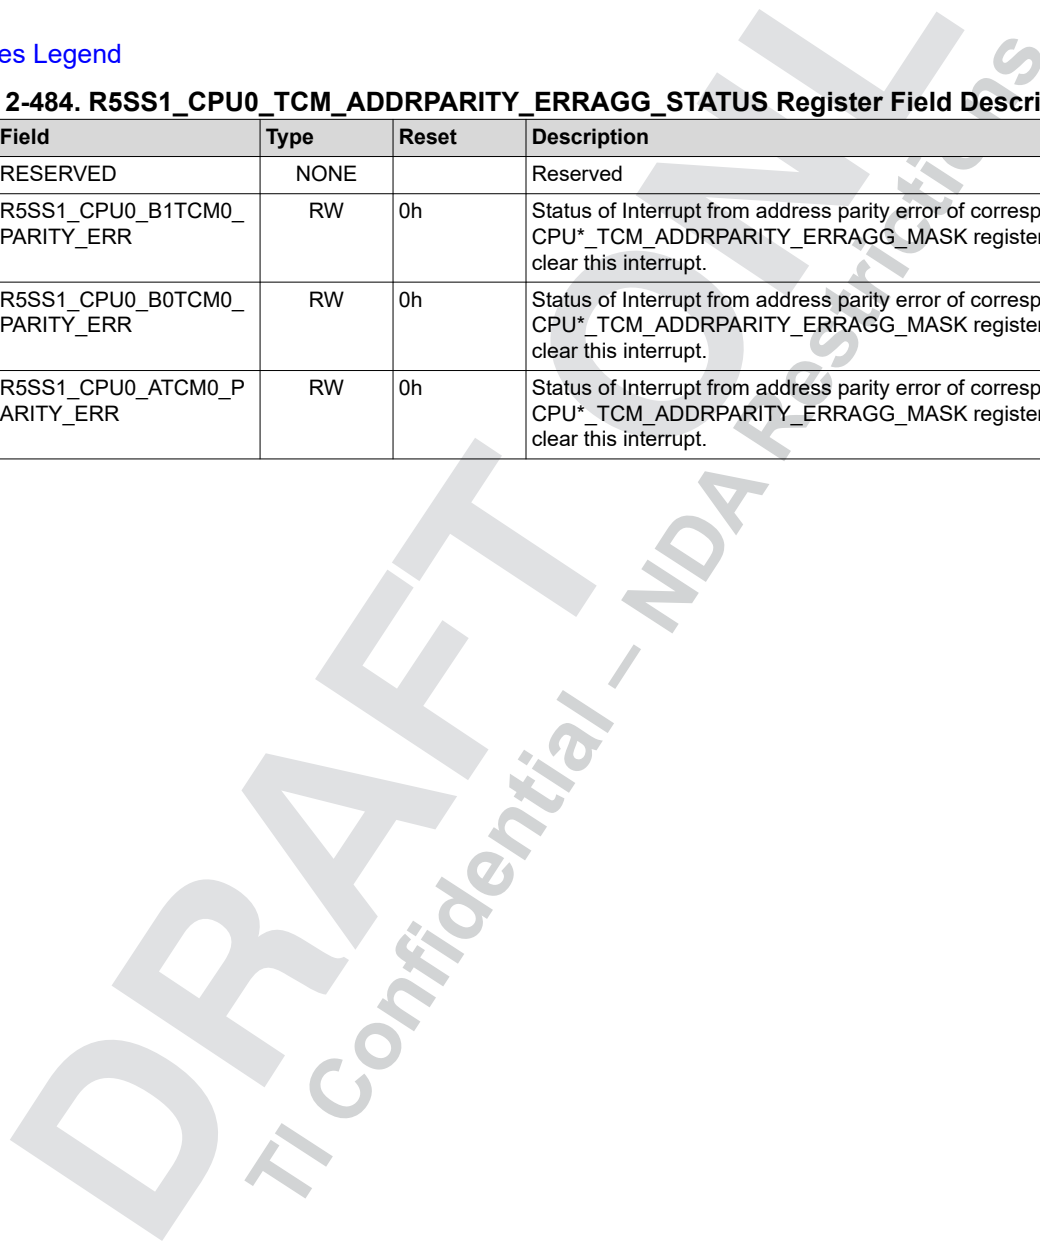 es Legend
2-484. R5SS1_CPU0_TCM_ADDRPARITY_ERRAGG_STATUS Register Field Descri
Field Type Reset Description
RESERVED NONE Reserved
R5SS1_CPU0_B1TCM0_ RW 0h Status of Interrupt from address parity error of corresp
PARITY_ERR CPU*_TCM_ADDRPARITY_ERRAGG_MASK register
clear this interrupt.
R5SS1_CPU0_B0TCM0_ RW 0h Status of Interrupt from address parity error of corresp
PARITY_ERR CPU*_TCM_ADDRPARITY_ERRAGG_MASK register
clear this interrupt.
R5SS1_CPU0_ATCM0_P RW 0h Status of Interrupt from address parity error of corresp
ARITY_ERR CPU*_TCM_ADDRPARITY_ERRAGG_MASK register
clear this interrupt.
DRAFT ONL
TI Confidential – NDA Restrictions